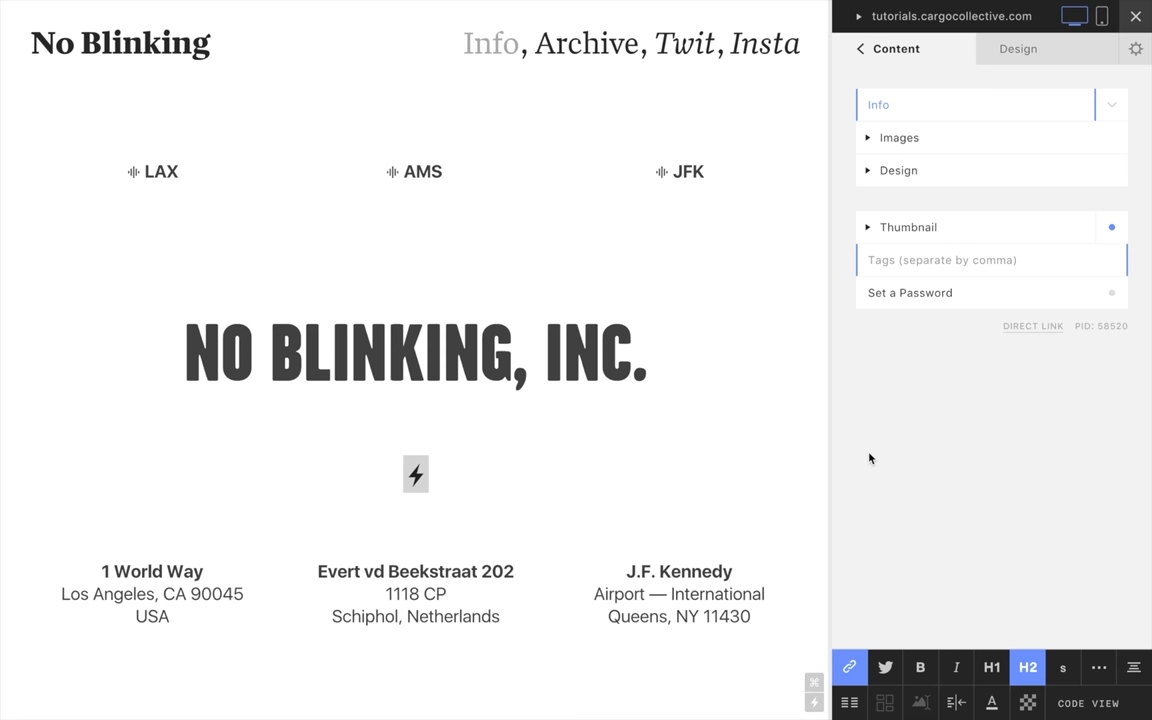 No Blinking
Info, Archive, Twit, Insta
LAX
AMS
JFK
NO BLINKING, INC.
1 World Way
Los Angeles, CA 90045
USA
Evert vd Beekstraat 202
1118 CP
Schiphol, Netherlands
J.F. Kennedy
Airport — International
Queens, NY 11430
tutorials.cargocollective.com
Content
Design
Info
Images
Design
Thumbnail
Tags (separate by comma)
Set a Password
DIRECT LINK PID: 58520
B I H1 H2 s ...
A CODE VIEW